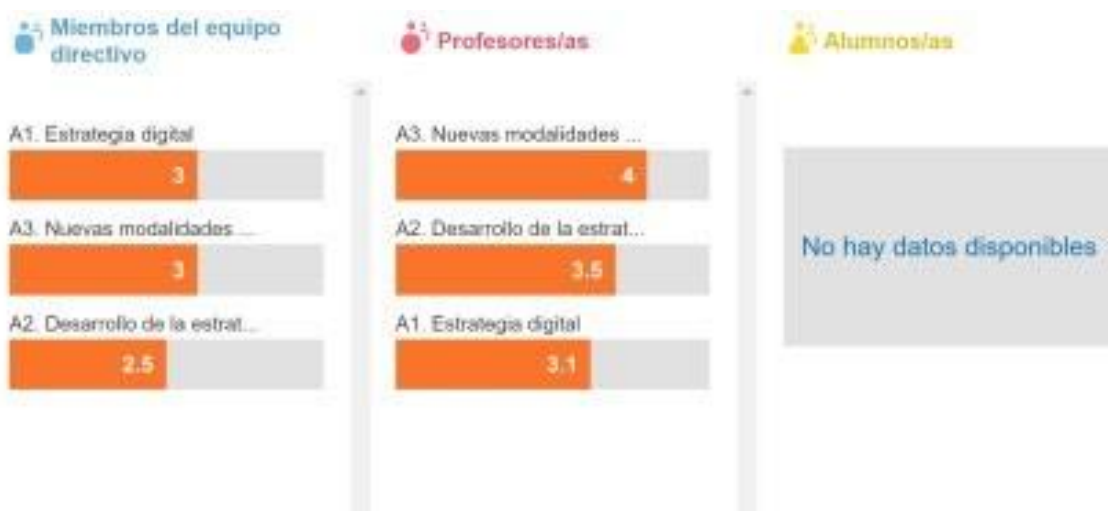 Miembros del equipo
directivo
A1. Estrategia digital
3
A3. Nuevas modalidades ...
3
A2. Desarrollo de la estrat...
2.5
Profesores/as
A3. Nuevas modalidades ...
4
A2. Desarrollo de la estrat...
3.5
A1. Estrategia digital
3.1
Alumnos/as
No hay datos disponibles